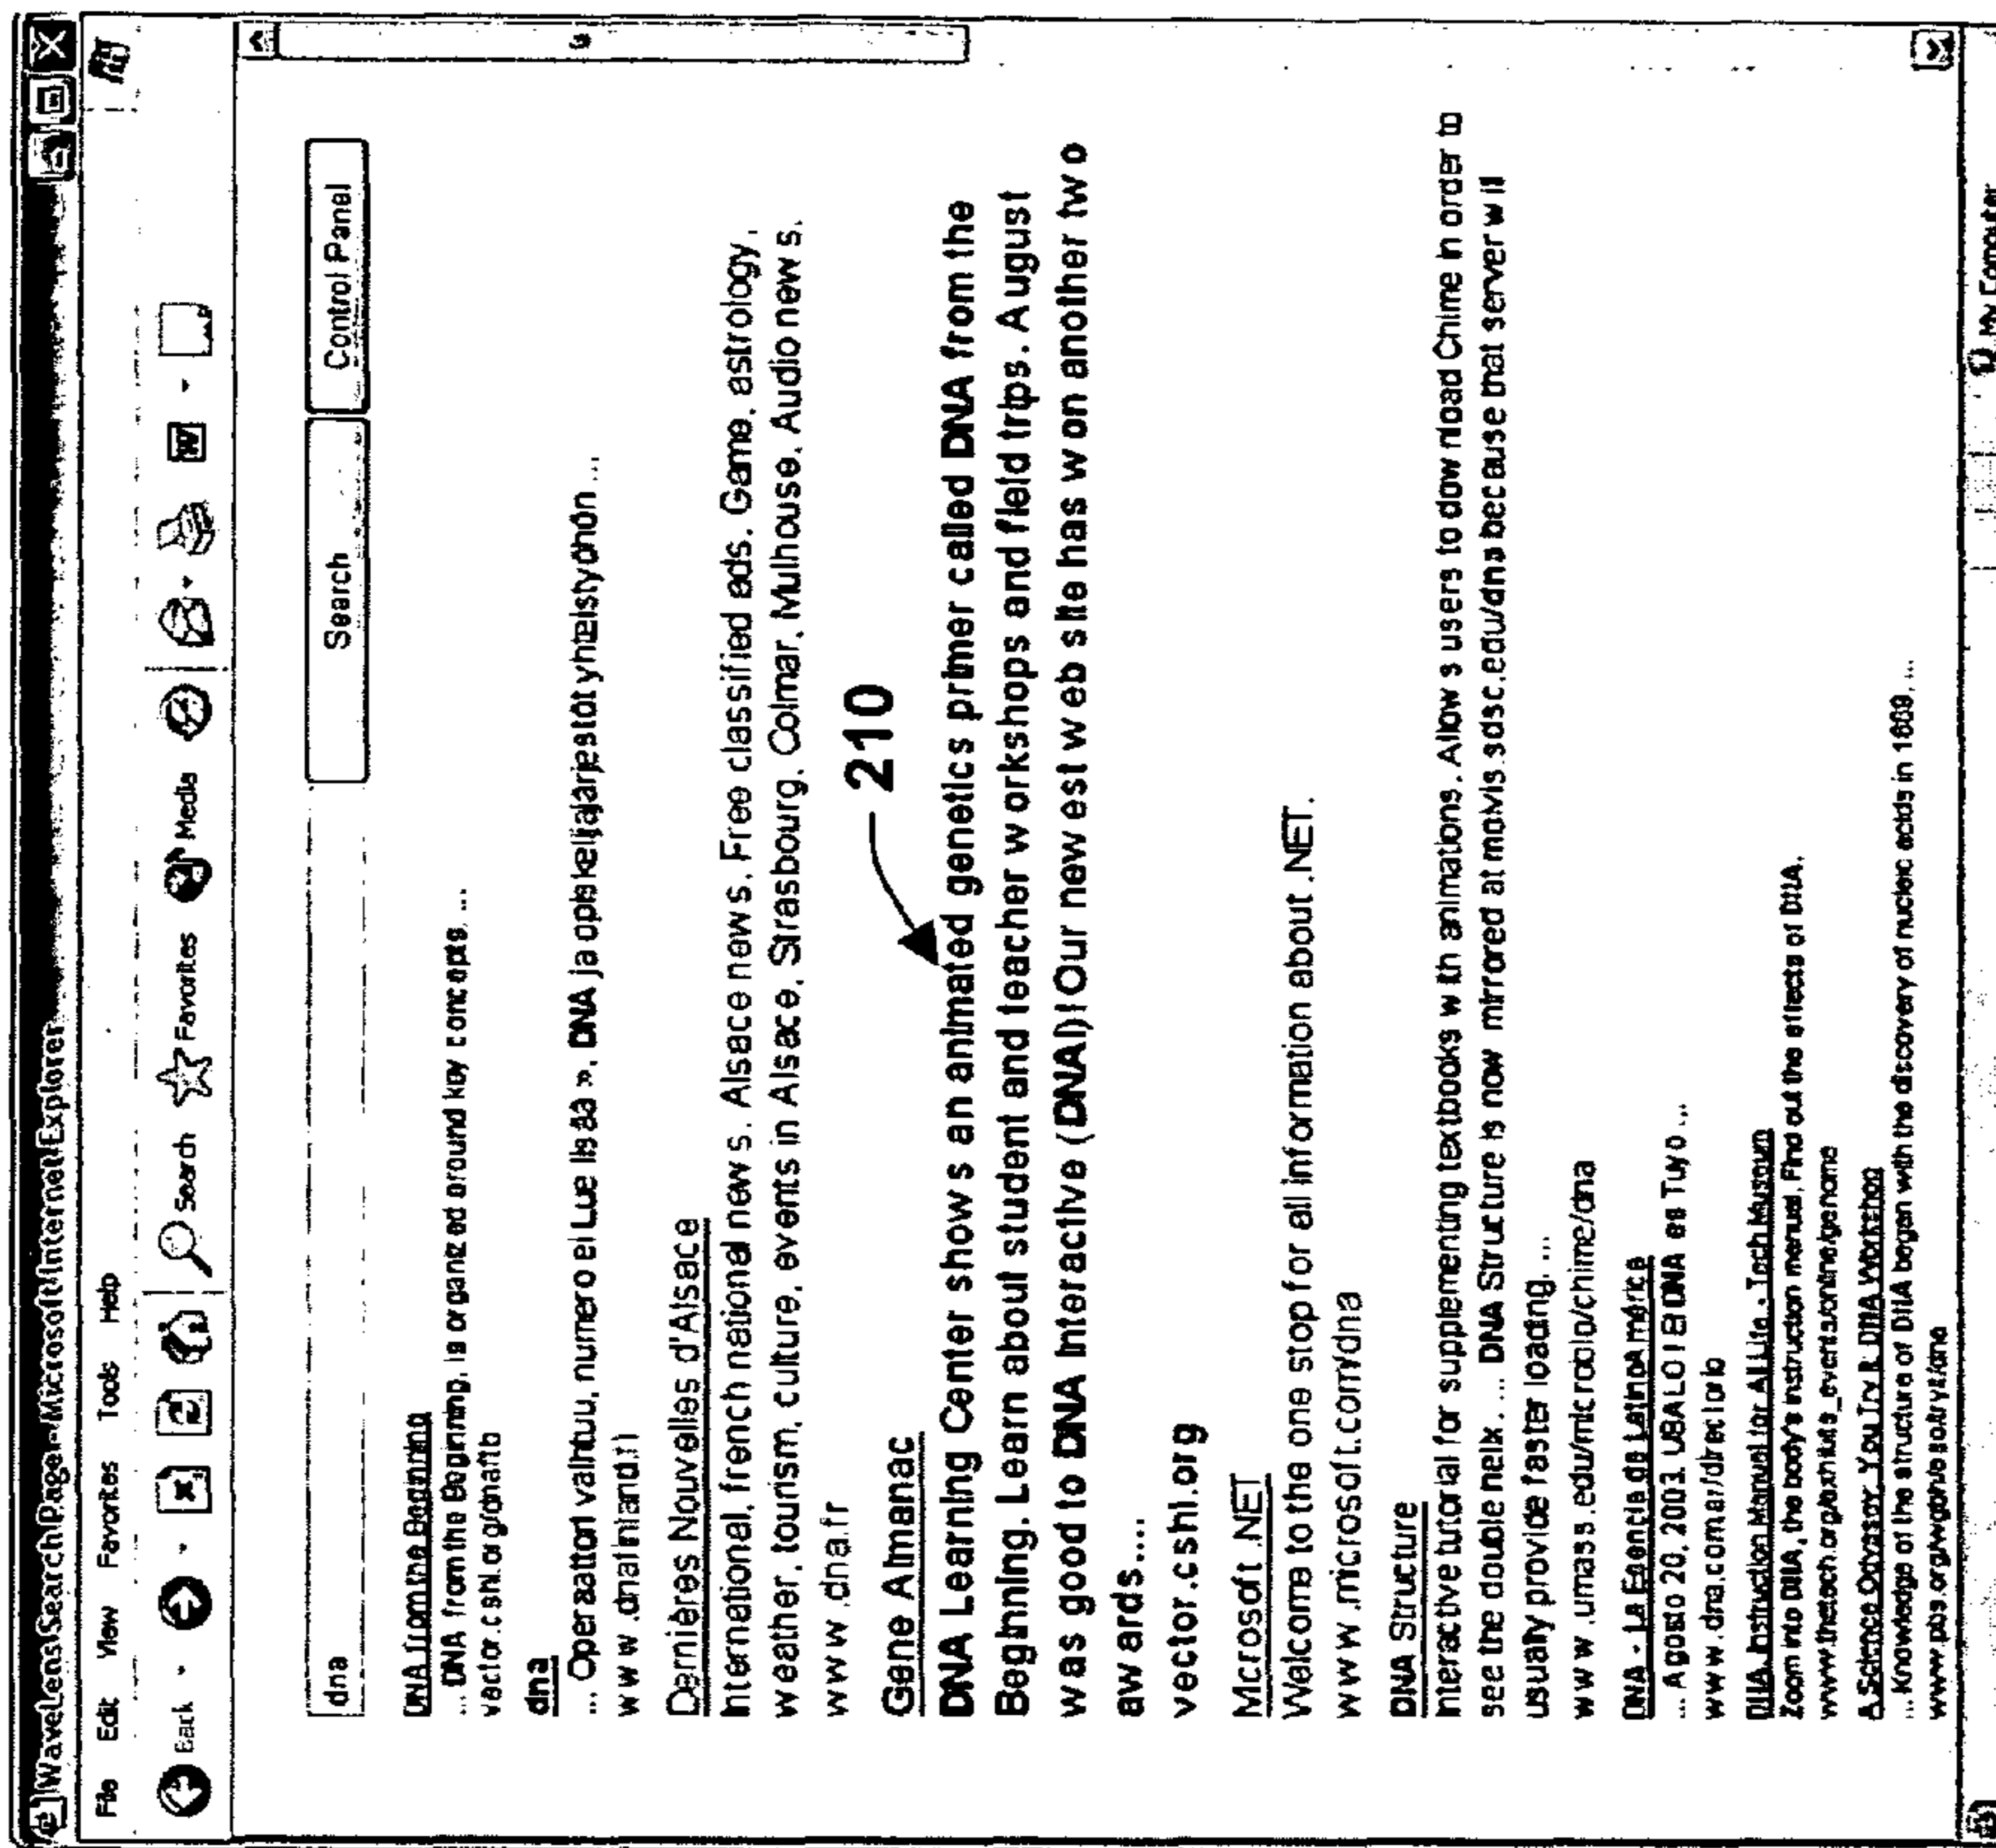 WaveLens Search Page - Microsoft Internet Explorer
File Edit View Favorites Tools Help
Back Search Favorites Media
dna Search Control Panel
DNA from the Beginning
... DNA from the Beginning, is organized around key concepts. ...
vector.cshl.org/dnaftb
dna
... Operaattori vaihtuu, numero ei Lue lisää », DNA ja opiskelijajärjestöt yhteistyöhön ...
www.dnafinland.fi
Dernières Nouvelles d'Alsace
International, french national news. Alsace news. Free classified ads. Game, astrology,
weather, tourism, culture, events in Alsace, Strasbourg, Colmar, Mulhouse. Audio news.
www.dna.fr
210
Gene Almanac
DNA Learning Center shows an animated genetics primer called DNA from the
Beginning. Learn about student and teacher workshops and field trips. August
was good to DNA Interactive (DNAI)! Our newest web site has won another two
awards....
vector.cshl.org
Microsoft .NET
Welcome to the one stop for all information about .NET.
www.microsoft.com/dna
DNA Structure
Interactive tutorial for supplementing textbooks with animations. Allows users to download Chime in order to
see the double helix. ... DNA Structure is now mirrored at molvis.sdsc.edu/dna because that server will
usually provide faster loading. ...
www.umass.edu/microbio/chime/dna
DNA - La Esencia de LatinoAmérica
... Agosto 20, 2003. UBALO! El DNA es Tuyo ...
www.dna.com.ar/directorio
DNA. Instruction Manual for All Life - Tech Museum
Zoom into DNA, the body's instruction manual. Find out the effects of DNA.
www.thetech.org/exhibits_events/online/genome
A Science Odyssey: You Try It: DNA Workshop
... Knowledge of the structure of DNA began with the discovery of nucleic acids in 1869, ...
www.pbs.org/wgbh/aso/tryit/dna
My Computer